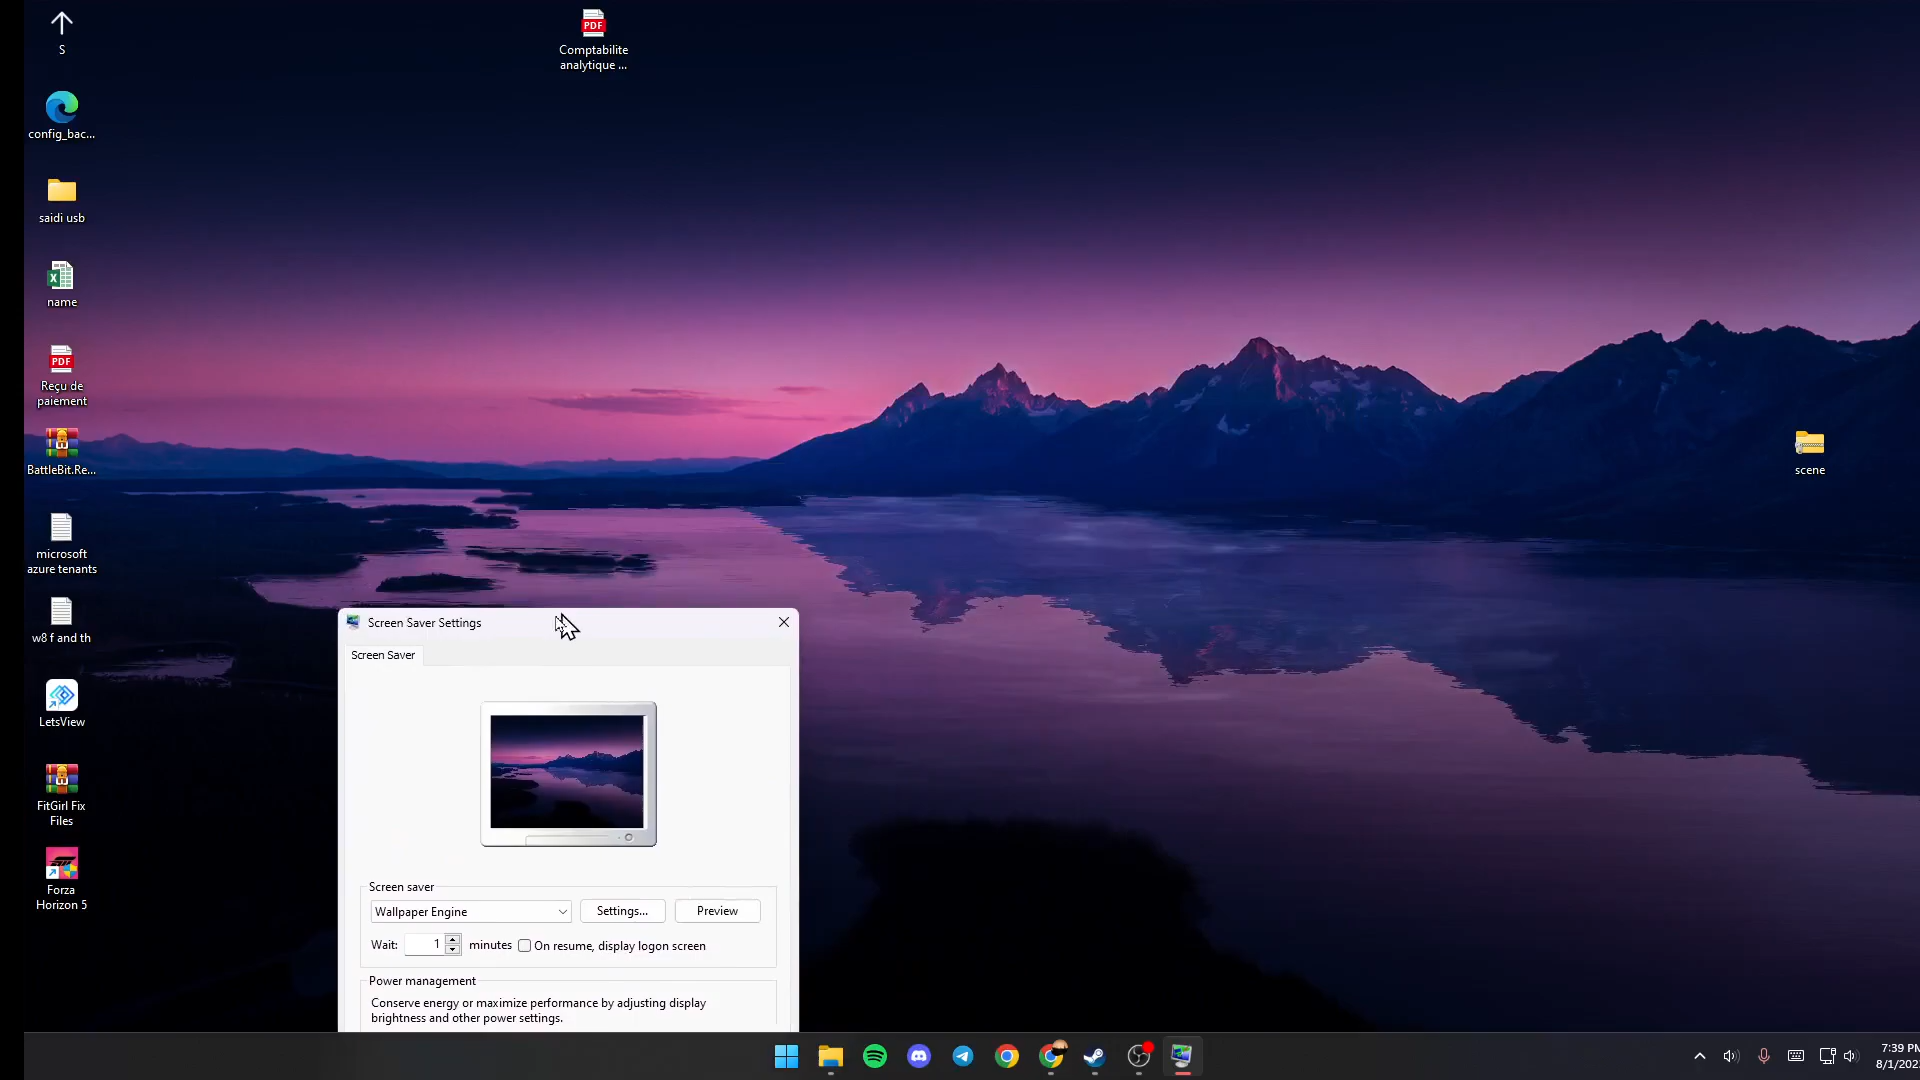 S
config_bac...
saidi usb
name
Reçu de
paiement
BattleBit.Re...
microsoft
azure tenants
w8 f and th
LetsView
FitGirl Fix
Files
Forza
Horizon 5
PDF
Comptabilite
analytique ...
PDF
scene
Screen Saver Settings
Screen Saver
Screen saver
Wallpaper Engine
Settings...
Preview
Wait:
1
minutes
On resume, display logon screen
Power management
Conserve energy or maximize performance by adjusting display
brightness and other power settings.
7:39 PM
8/1/202